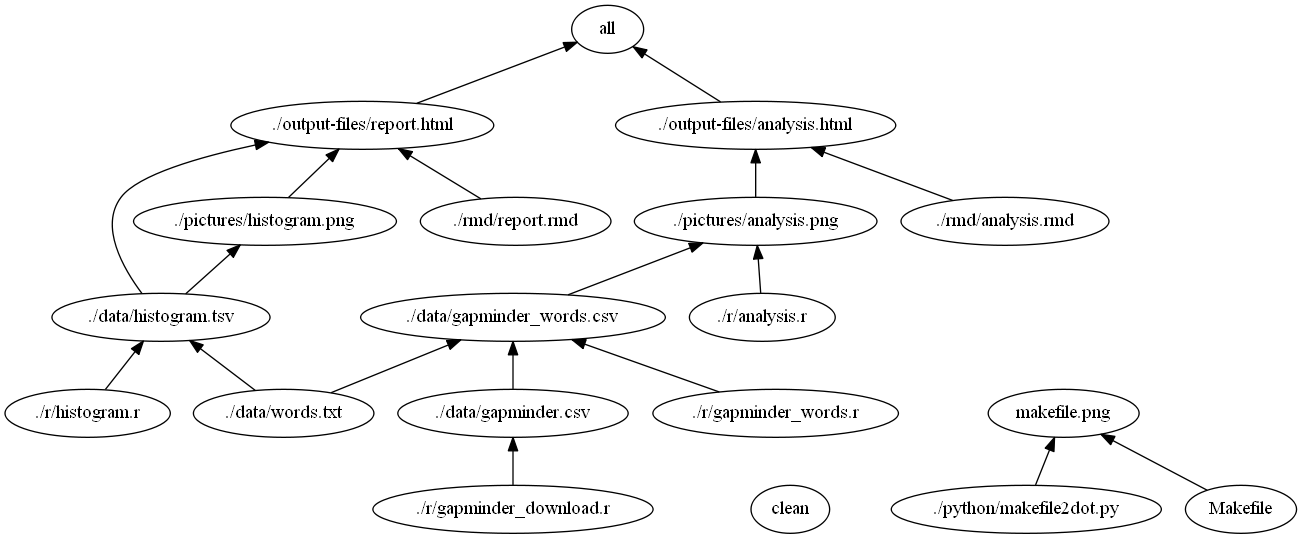 all
./output-files/report.html
./output-files/analysis.html
./pictures/histogram.png
./rmd/report.rmd
./pictures/analysis.png
./rmd/analysis.rmd
./data/histogram.tsv
./data/gapminder_words.csv
./r/analysis.r
./r/histogram.r
./data/words.txt
./data/gapminder.csv
./r/gapminder_words.r
makefile.png
./r/gapminder_download.r
clean
./python/makefile2dot.py
Makefile